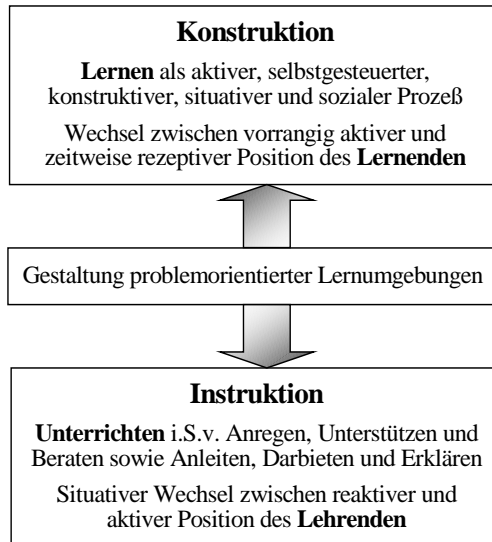 Konstruktion
Lernen als aktiver, selbstgesteuerter,
konstruktiver, situativer und sozialer Prozeß
Wechsel zwischen vorrangig aktiver und
zeitweise rezeptiver Position des Lernenden
Gestaltung problemorientierter Lernumgebungen
Instruktion
Unterrichten i.S.v. Anregen, Unterstützen und
Beraten sowie Anleiten, Darbieten und Erklären
Situativer Wechsel zwischen reaktiver und
aktiver Position des Lehrenden